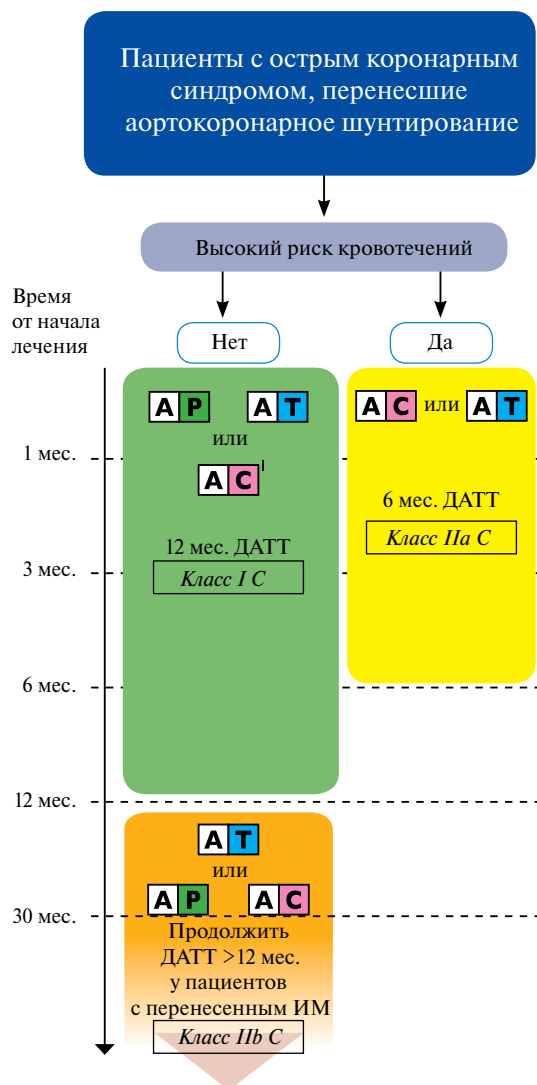 Пациенты с острым коронарным
синдромом, перенесшие
аортокоронарное шунтирование
Высокий риск кровотечений
Время
от начала
лечения
Нет
Да
A P A T
или
A C I
12 мес. ДАТТ
Класс I C
A C или A T
6 мес. ДАТТ
Класс IIa C
1 мес.
3 мес.
6 мес.
12 мес.
30 мес.
A T
или
A P A C
Продолжить
ДАТТ >12 мес.
у пациентов
с перенесенным ИМ
Класс IIb C